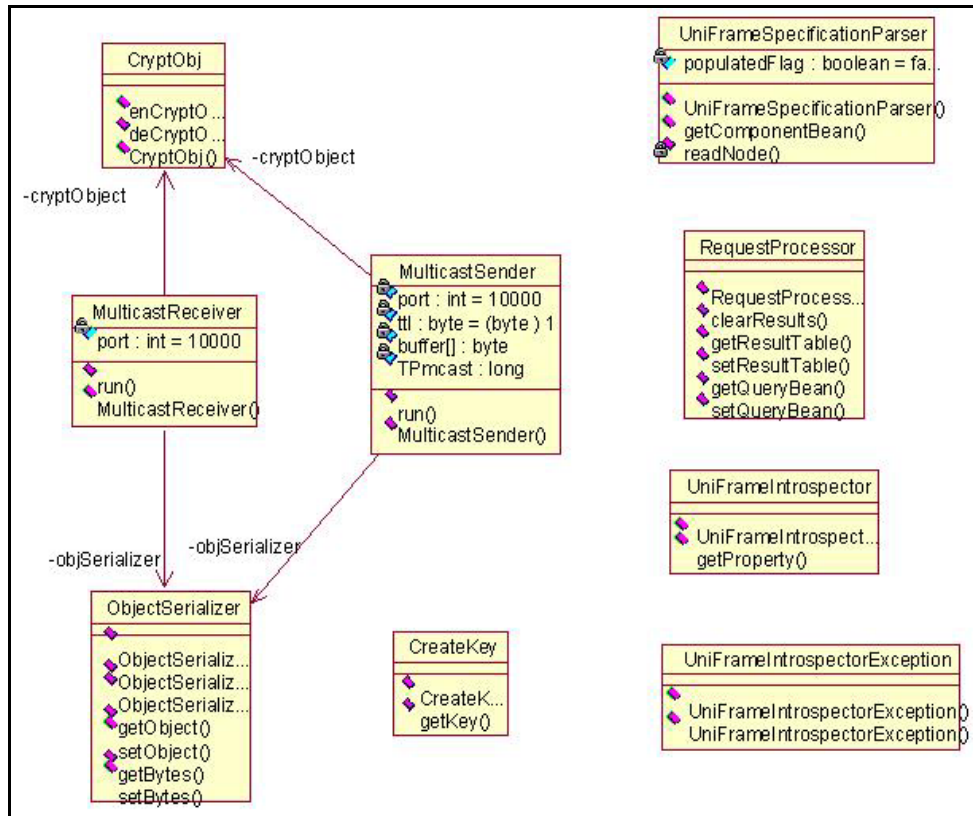 CryptObj
enCryptO...
deCryptO...
CryptObj()
-cryptObject
-cryptObject
MulticastReceiver
port : int = 10000
run()
MulticastReceiver()
MulticastSender
port : int = 10000
ttl : byte = (byte ) 1
buffer[] : byte
TPmcast : long
run()
MulticastSender()
-objSerializer
-objSerializer
ObjectSerializer
ObjectSerializ...
ObjectSerializ...
ObjectSerializ...
getObject()
setObject()
getBytes()
setBytes()
CreateKey
CreateK...
getKey()
UniFrameSpecificationParser
populatedFlag : boolean = fa...
UniFrameSpecificationParser()
getComponentBean()
readNode()
RequestProcessor
RequestProcess...
clearResults()
getResultTable()
setResultTable()
getQueryBean()
setQueryBean()
UniFrameIntrospector
UniFrameIntrospect...
getProperty()
UniFrameIntrospectorException
UniFrameIntrospectorException()
UniFrameIntrospectorException()